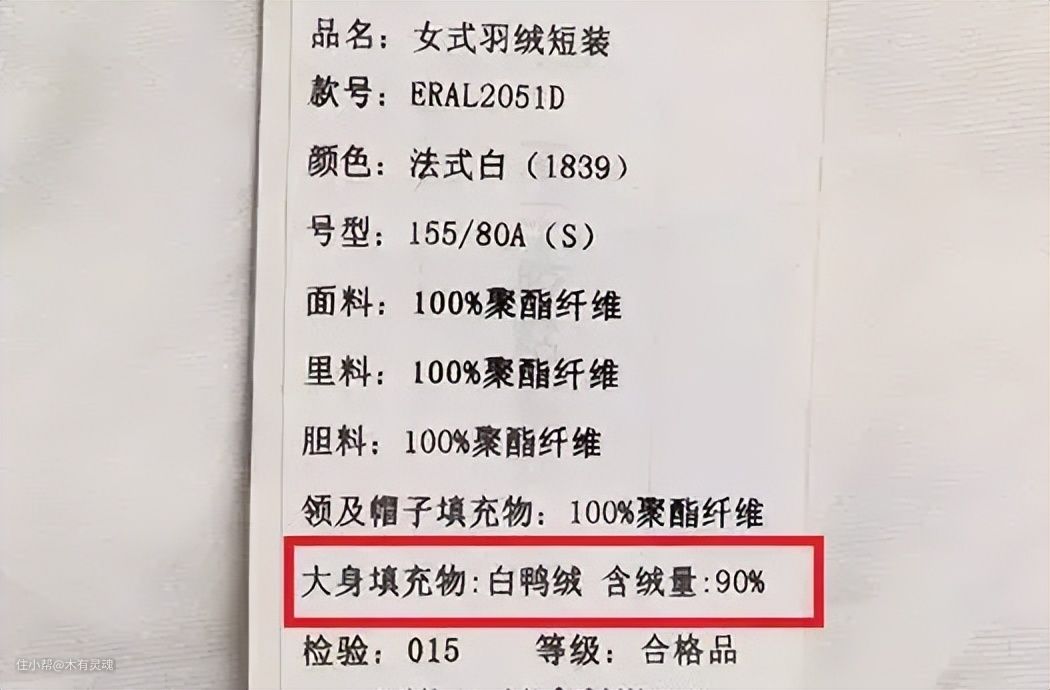 品名：女式羽绒短装
款号：ERAL2051D
颜色：法式白（1839）
号型：155/80A（S）
面料：100%聚酯纤维
里料：100%聚酯纤维
胆料：100%聚酯纤维
领及帽子填充物：100%聚酯纤维
大身填充物:白鸭绒 含绒量:90%
检验：015 等级：合格品
住小帮@木有灵魂